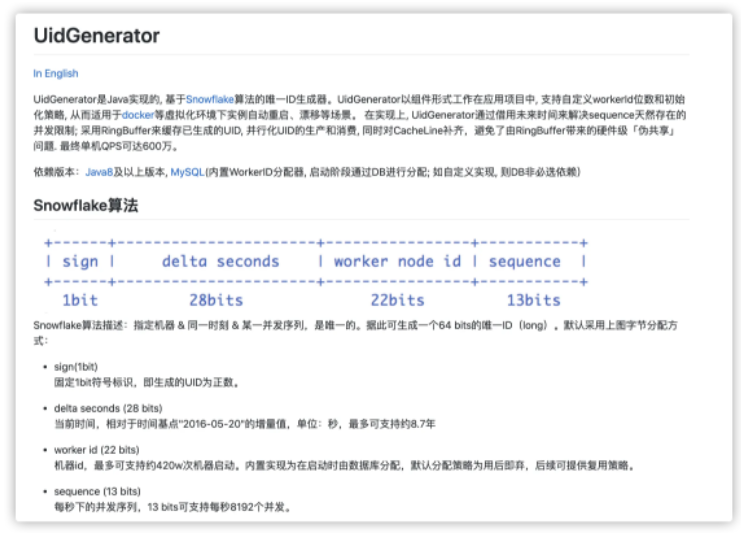 UidGenerator
In English
UidGenerator是Java实现的, 基于Snowflake算法的唯一ID生成器。UidGenerator以组件形式工作在应用项目中, 支持自定义workerId位数和初始
化策略, 从而适用于docker等虚拟化环境下实例自动重启、漂移等场景。 在实现上, UidGenerator通过借用未来时间来解决sequence天然存在的
并发限制; 采用RingBuffer来缓存已生成的UID, 并行化UID的生产和消费, 同时对CacheLine补齐，避免了由RingBuffer带来的硬件级「伪共享」
问题. 最终单机QPS可达600万。
依赖版本：Java8及以上版本, MySQL(内置WorkerID分配器, 启动阶段通过DB进行分配; 如自定义实现, 则DB非必选依赖)
Snowflake算法
+------+----------------------+----------------+-----------+
| sign |     delta seconds    | worker node id | sequence  |
+------+----------------------+----------------+-----------+
1bit 28bits 22bits 13bits
Snowflake算法描述：指定机器 & 同一时刻 & 某一并发序列，是唯一的。据此可生成一个64 bits的唯一ID（long）。默认采用上图字节分配方
式：
• sign(1bit)
固定1bit符号标识，即生成的UID为正数。
• delta seconds (28 bits)
当前时间，相对于时间基点"2016-05-20"的增量值，单位：秒，最多可支持约8.7年
• worker id (22 bits)
机器id，最多可支持约420w次机器启动。内置实现为在启动时由数据库分配，默认分配策略为用后即弃，后续可提供复用策略。
• sequence (13 bits)
每秒下的并发序列，13 bits可支持每秒8192个并发。